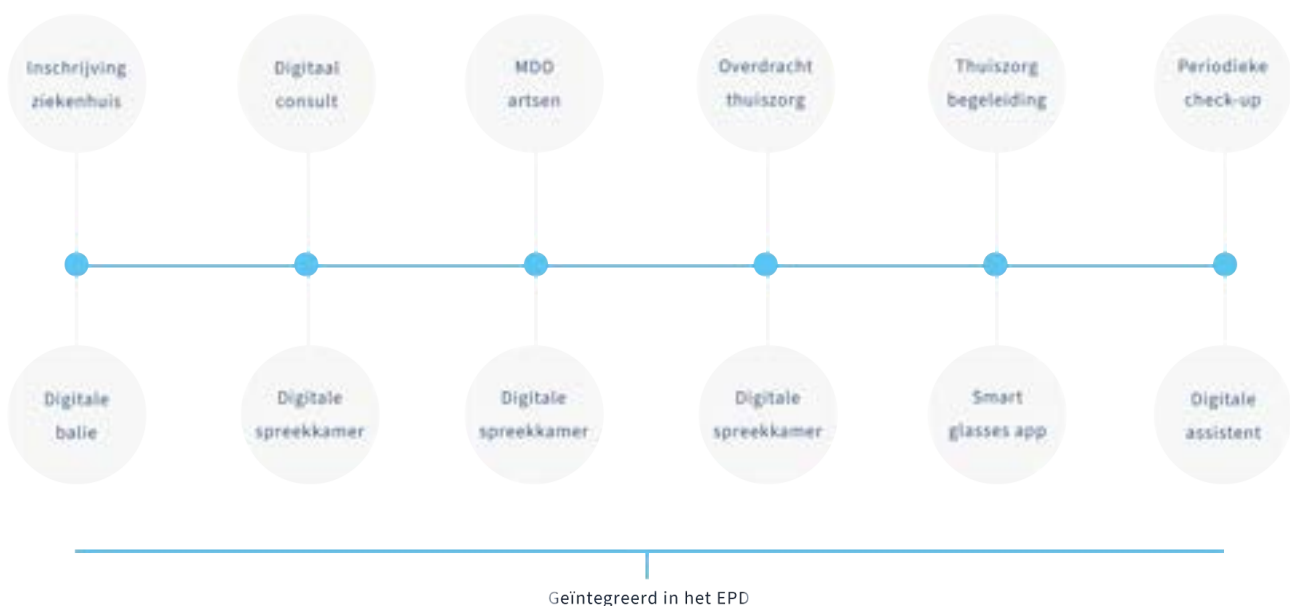 Inschrijving
ziekenhuis
Digitaal
consult
MDO
artsen
Overdracht
thuiszorg
Thuiszorg
begeleiding
Periodieke
check-up
Digitale
balie
Digitale
spreekkamer
Digitale
spreekkamer
Digitale
spreekkamer
Smart
glasses app
Digitale
assistent
Geïntegreerd in het EPD